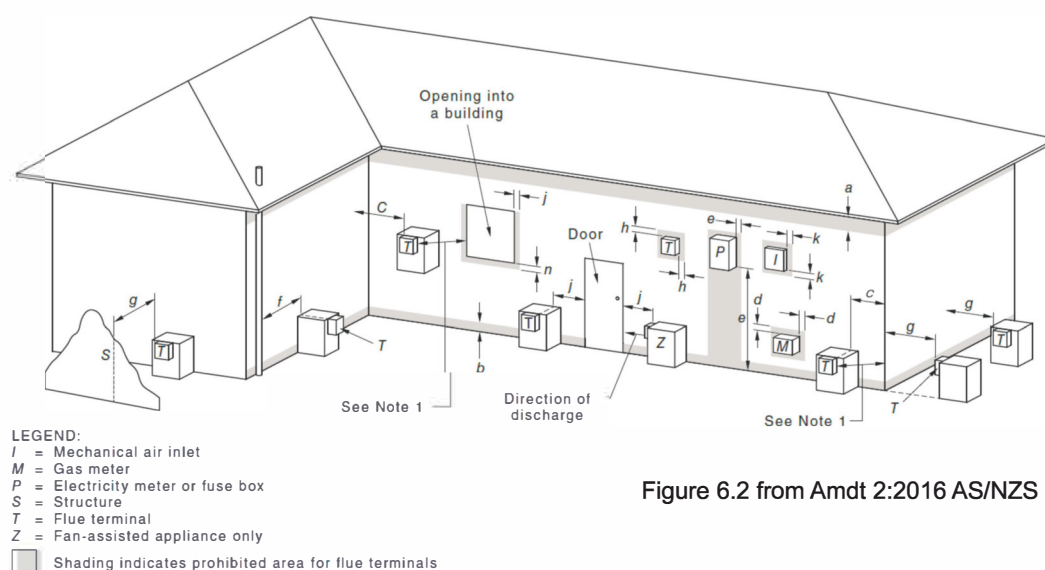 Opening into
a building
a
C
j
h
e
k
T
T
P
I
Door
n
h
k
g
f
j
j
d
d
e
c
g
g
S
T
T
T
b
Z
M
T
T
T
See Note 1
Direction of
discharge
See Note 1
LEGEND:
I = Mechanical air inlet
M = Gas meter
P = Electricity meter or fuse box
S = Structure
T = Flue terminal
Z = Fan-assisted appliance only
Shading indicates prohibited area for flue terminals
Figure 6.2 from Amdt 2:2016 AS/NZS